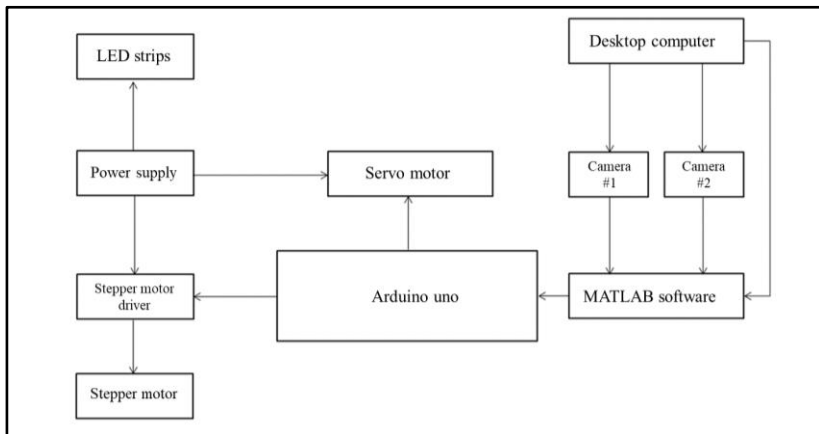 LED strips
Desktop computer
Power supply
Servo motor
Camera
#1
Camera
#2
Stepper motor
driver
Arduino uno
MATLAB software
Stepper motor